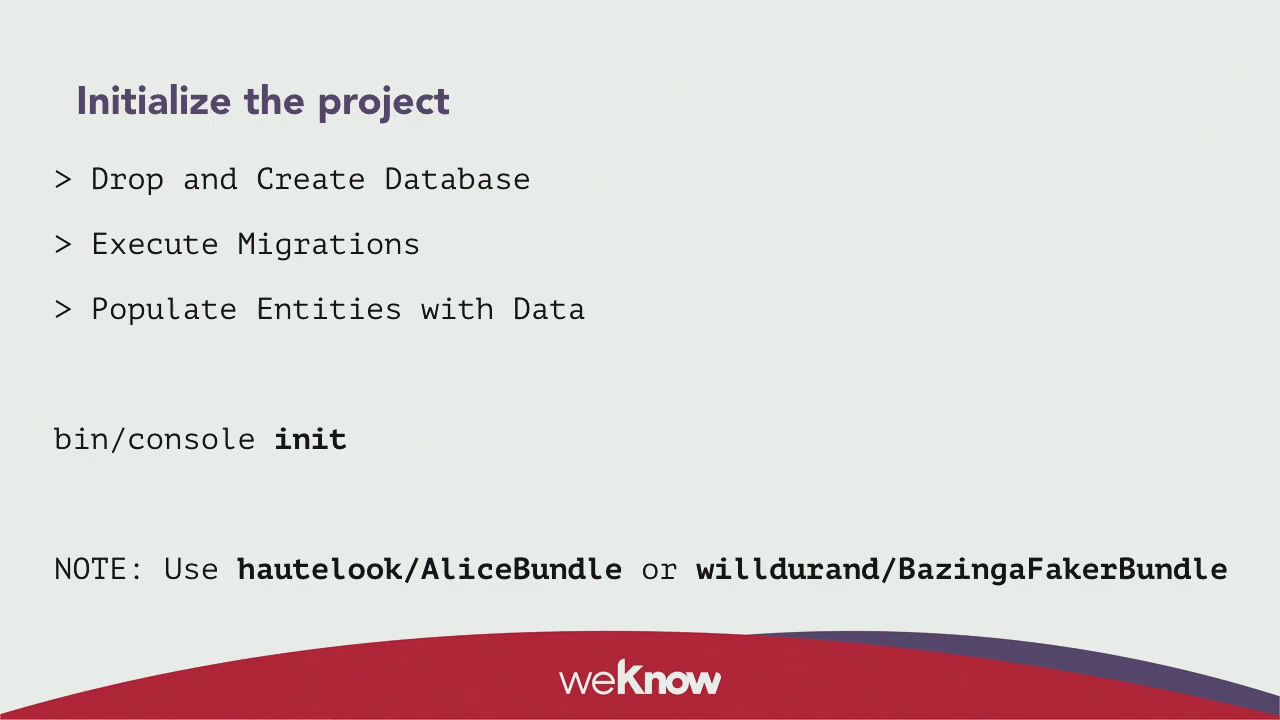 Initialize the project
> Drop and Create Database
> Execute Migrations
> Populate Entities with Data
bin/console init
NOTE: Use hautelook/AliceBundle or willdurand/BazingaFakerBundle
weKnow